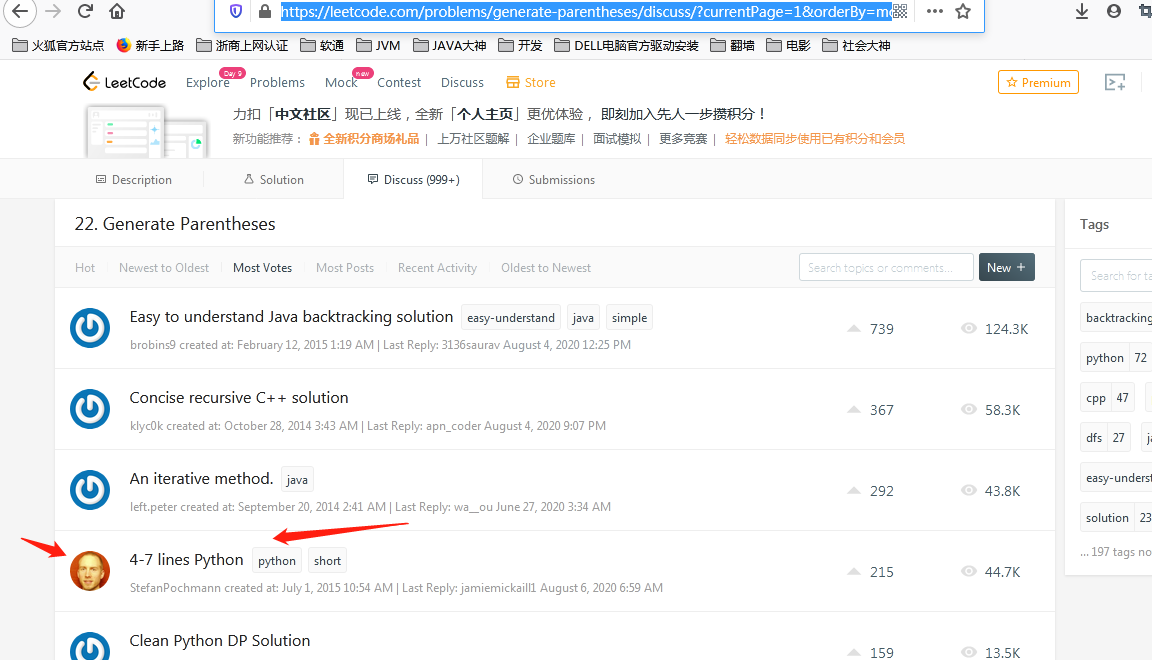 https://leetcode.com/problems/generate-parentheses/discuss/?currentPage=1&orderBy=m
火狐官方站点 新手上路 浙商上网认证 软通 JVM JAVA大神 开发 DELL电脑官方驱动安装 翻墙 电影 社会大神
LeetCode Explore Day 9 Problems Mock new Contest Discuss Store Premium
力扣「中文社区」现已上线，全新「个人主页」更优体验， 即刻加入先人一步攒积分！
新功能推荐： 全新积分商场礼品 | 上万社区题解 | 企业题库 | 面试模拟 | 更多竞赛 | 轻松数据同步使用已有积分和会员
Description Solution Discuss (999+) Submissions
22. Generate Parentheses
Tags
Hot Newest to Oldest Most Votes Most Posts Recent Activity Oldest to Newest Search topics or comments... New +
Search for ta
Easy to understand Java backtracking solution easy-understand java simple 739 124.3K
brobins9 created at: February 12, 2015 1:19 AM | Last Reply: 3136saurav August 4, 2020 12:25 PM
backtracking
python 72
Concise recursive C++ solution 367 58.3K
klyc0k created at: October 28, 2014 3:43 AM | Last Reply: apn_coder August 4, 2020 9:07 PM
cpp 47
dfs 27 ja
An iterative method. java 292 43.8K
left.peter created at: September 20, 2014 2:41 AM | Last Reply: wa__ou June 27, 2020 3:34 AM
easy-underst
solution 23
... 197 tags no
4-7 lines Python python short 215 44.7K
StefanPochmann created at: July 1, 2015 10:54 AM | Last Reply: jamiemickaill1 August 6, 2020 6:59 AM
Clean Python DP Solution 159 13.5K